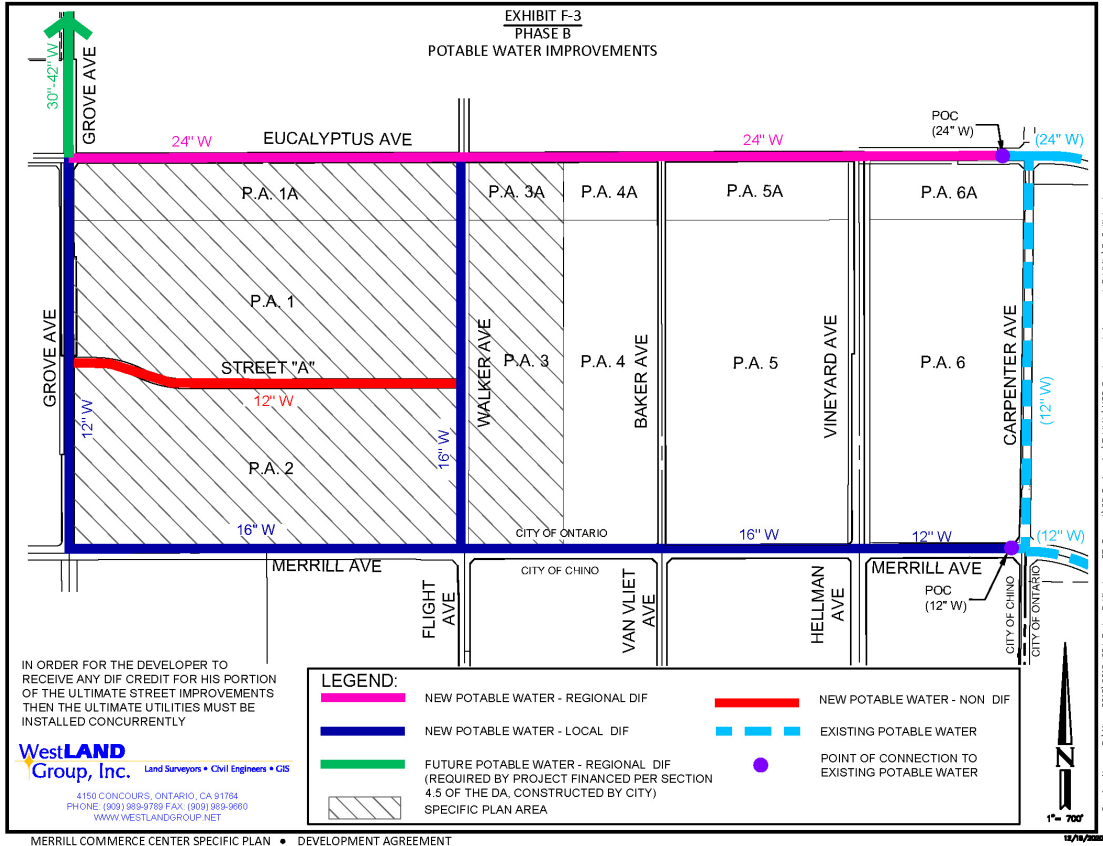 EXHIBIT F-3
PHASE B
POTABLE WATER IMPROVEMENTS
30"-42" W
GROVE AVE
24" W
EUCALYPTUS AVE
24" W
POC
(24" W)
(24" W)
P.A. 1A
P.A. 3A
P.A. 4A
P.A. 5A
P.A. 6A
P.A. 1
GROVE AVE
STREET "A"
12" W
WALKER AVE
P.A. 3
P.A. 4
BAKER AVE
P.A. 5
VINEYARD AVE
P.A. 6
CARPENTER AVE
(12" W)
12" W
16" W
P.A. 2
16" W
CITY OF ONTARIO
16" W
12" W
(12" W)
MERRILL AVE
CITY OF CHINO
MERRILL AVE
POC
(12" W)
FLIGHT
AVE
VAN VLIET
AVE
HELLMAN
AVE
CITY OF CHINO
CITY OF ONTARIO
IN ORDER FOR THE DEVELOPER TO
RECEIVE ANY DIF CREDIT FOR HIS PORTION
OF THE ULTIMATE STREET IMPROVEMENTS
THEN THE ULTIMATE UTILITIES MUST BE
INSTALLED CONCURRENTLY
WestLAND
Group, Inc. Land Surveyors • Civil Engineers • GIS
4150 CONCOURS, ONTARIO, CA 91764
PHONE: (909) 989-9789 FAX: (909) 989-9660
WWW.WESTLANDGROUP.NET
LEGEND:
NEW POTABLE WATER - REGIONAL DIF
NEW POTABLE WATER - LOCAL DIF
FUTURE POTABLE WATER - REGIONAL DIF
(REQUIRED BY PROJECT FINANCED PER SECTION
4.5 OF THE DA, CONSTRUCTED BY CITY)
SPECIFIC PLAN AREA
NEW POTABLE WATER - NON DIF
EXISTING POTABLE WATER
POINT OF CONNECTION TO
EXISTING POTABLE WATER
N
1"= 700'
MERRILL COMMERCE CENTER SPECIFIC PLAN • DEVELOPMENT AGREEMENT